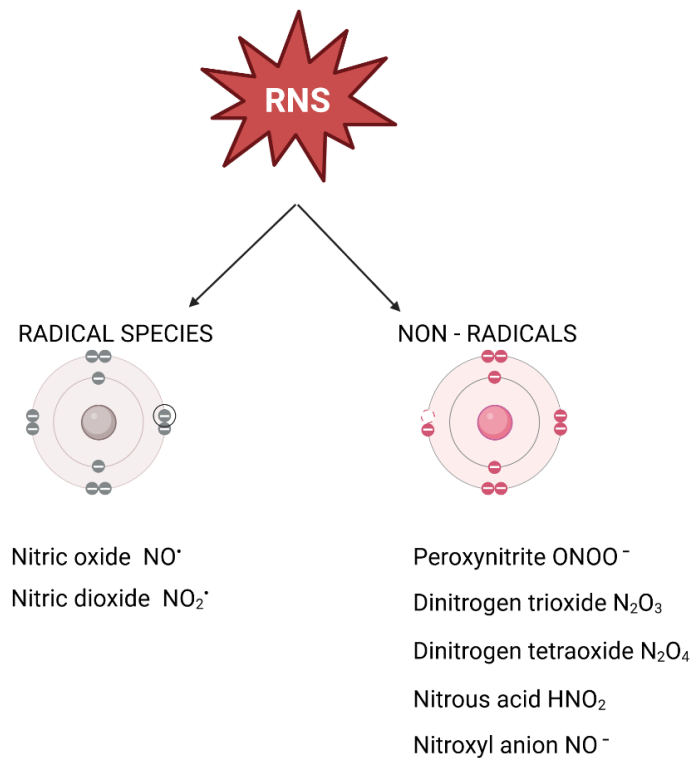 RNS
RADICAL SPECIES
NON - RADICALS
Nitric oxide NO•
Nitric dioxide NO₂•
Peroxynitrite ONOO⁻
Dinitrogen trioxide N₂O₃
Dinitrogen tetraoxide N₂O₄
Nitrous acid HNO₂
Nitroxyl anion NO⁻